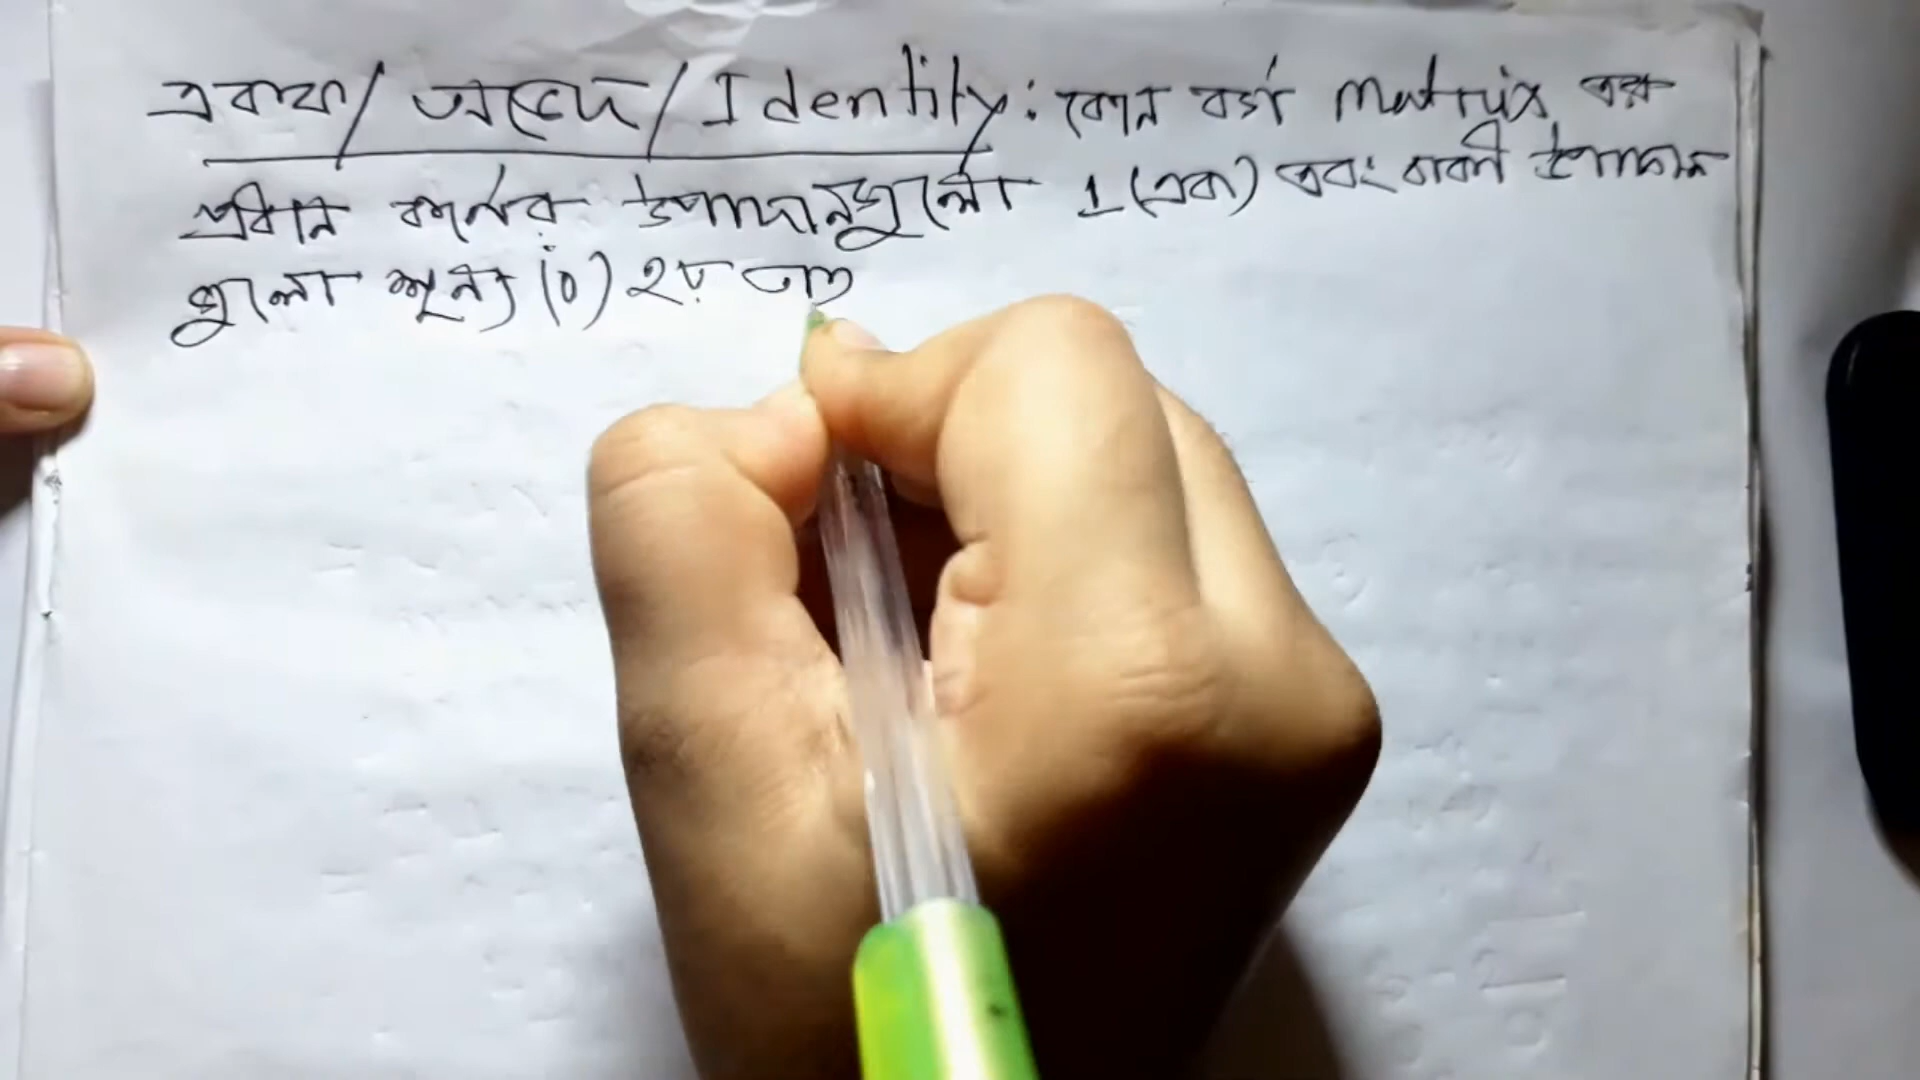 একক/অভেদ/Identity: কোন বর্গ Matrix এর
প্রধান কর্ণের উপাদানগুলো 1 (এক) এবং বাকী উপাদান
গুলো শূন্য (0) হয়